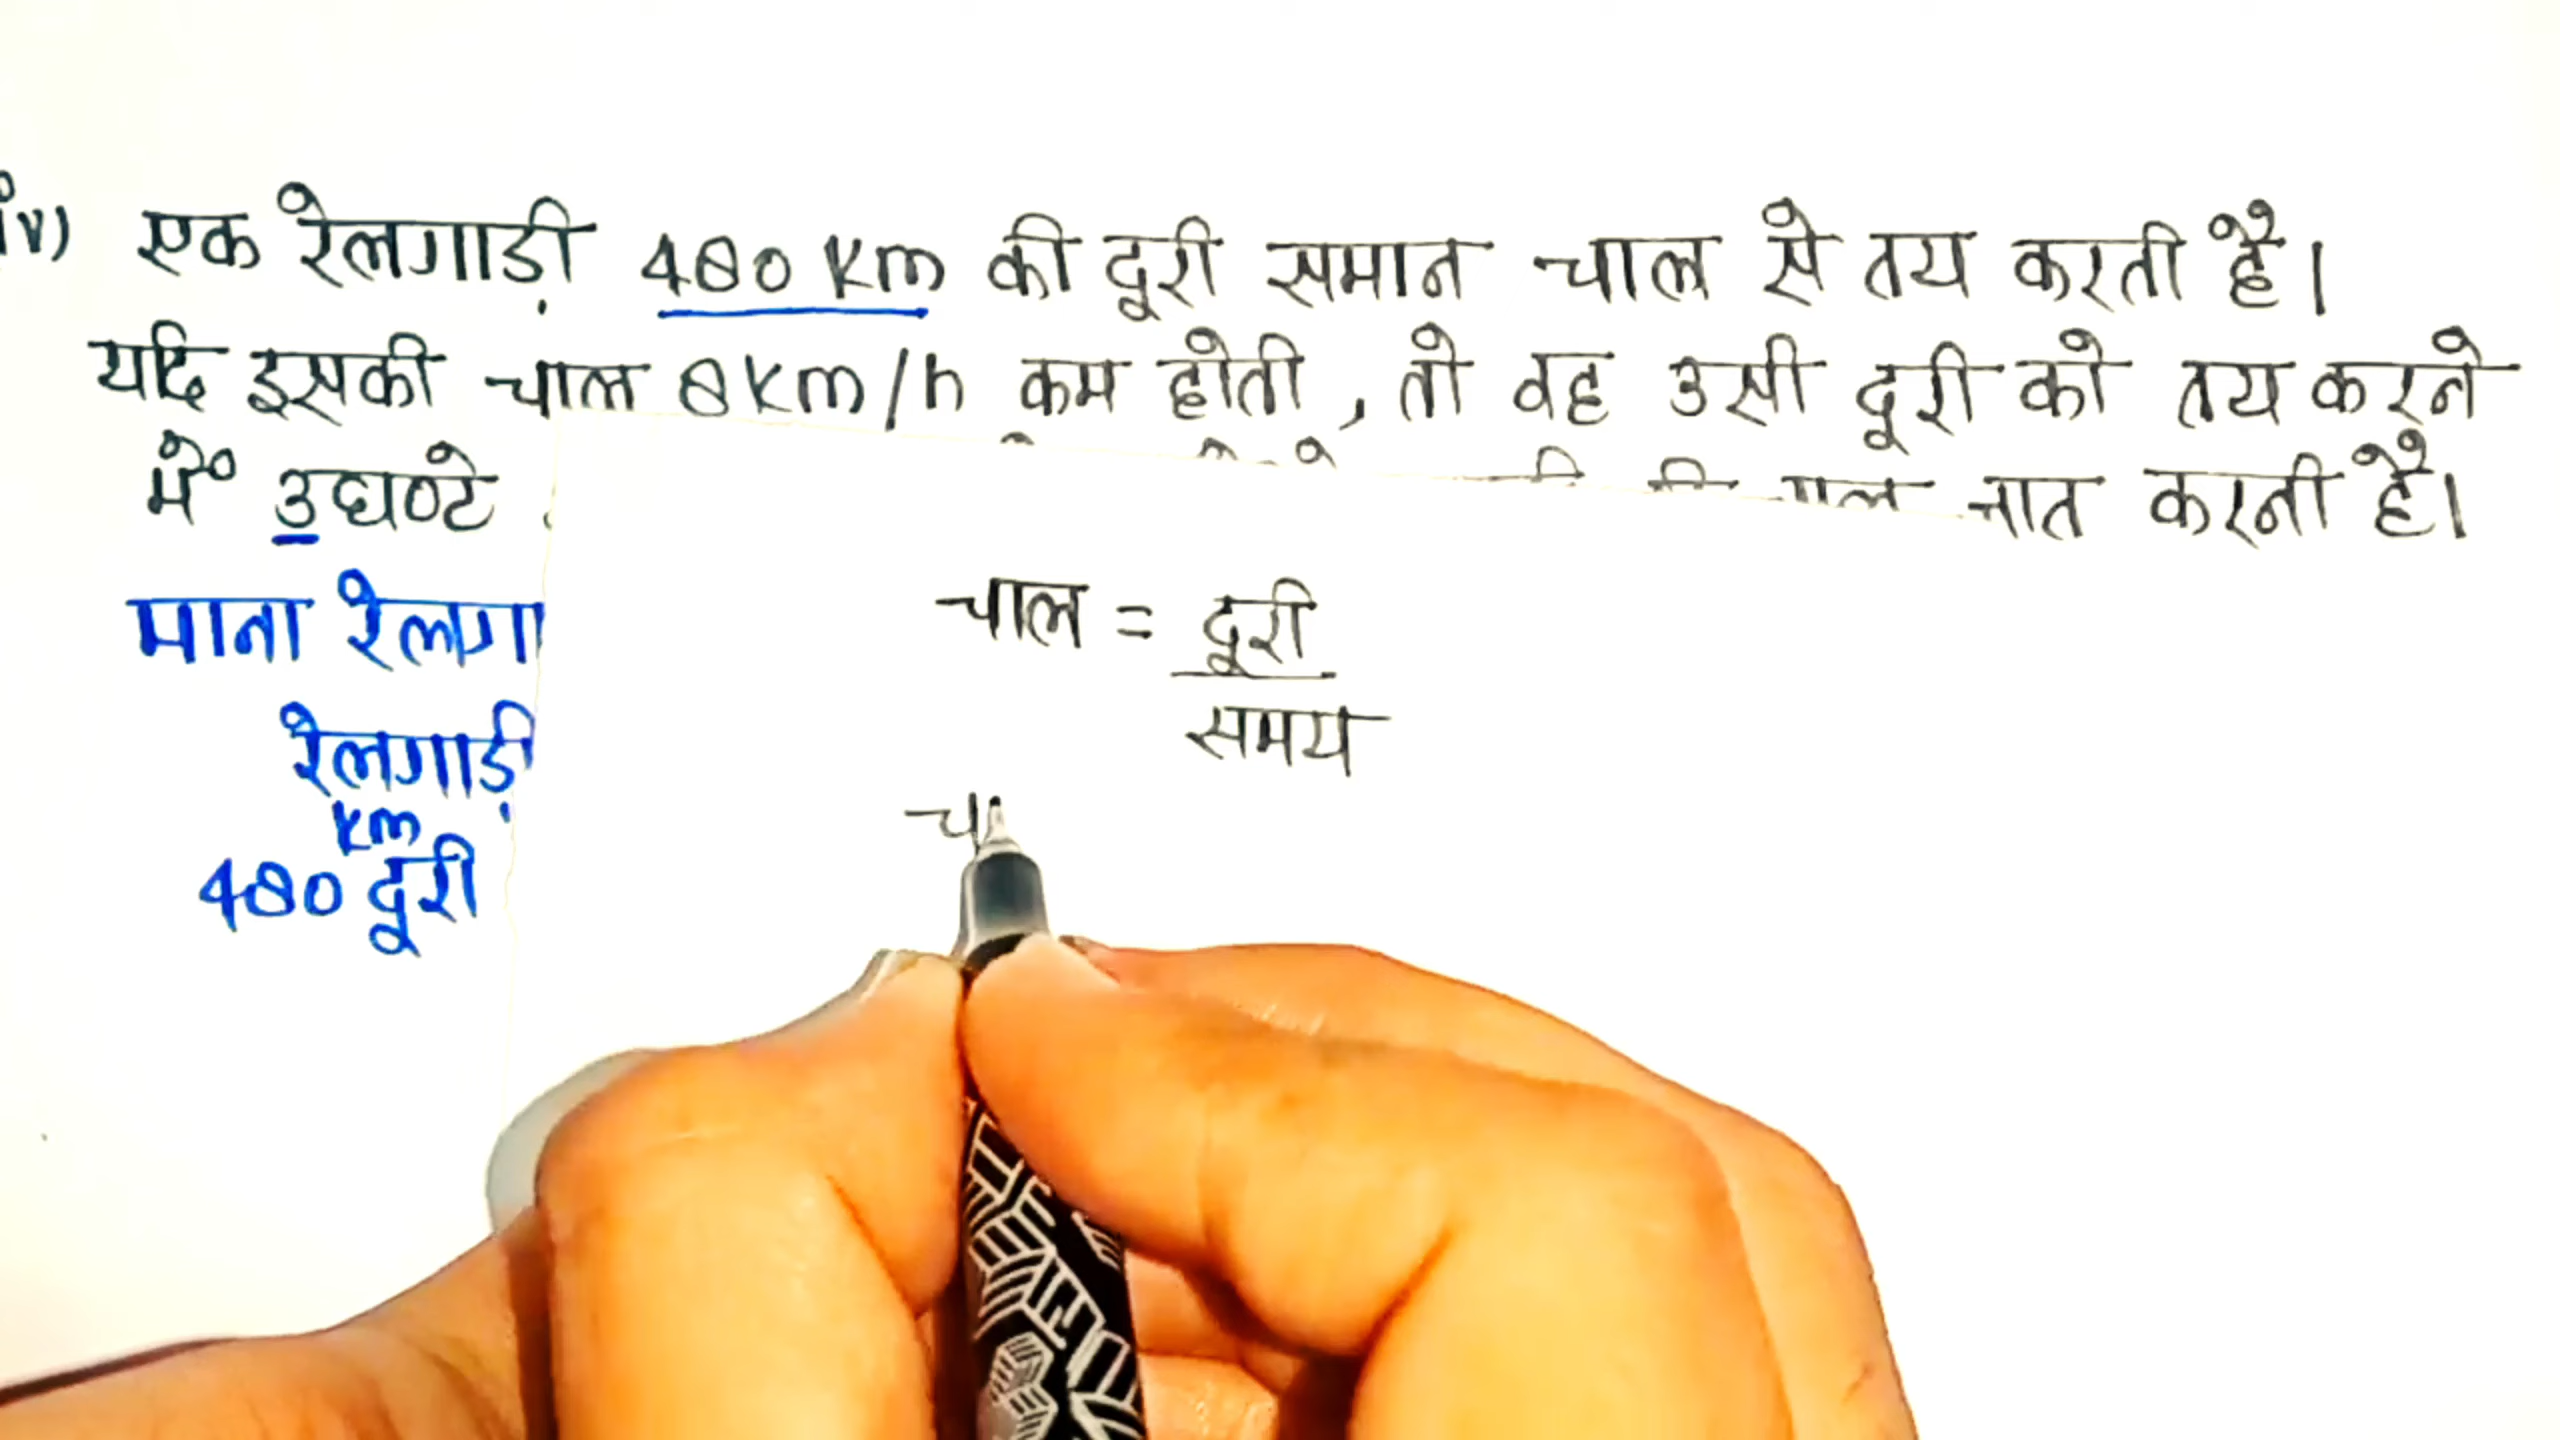 iv) एक रेलगाड़ी 480 km की दूरी समान चाल से तय करती है।
यदि इसकी चाल 8 km/h कम होती, तो वह उसी दूरी को तय करने
में 3 घण्टे करनी है।
माना रेलगा
रेलगाड़ी
km
480 दूरी
चाल = दूरी
समय
चा